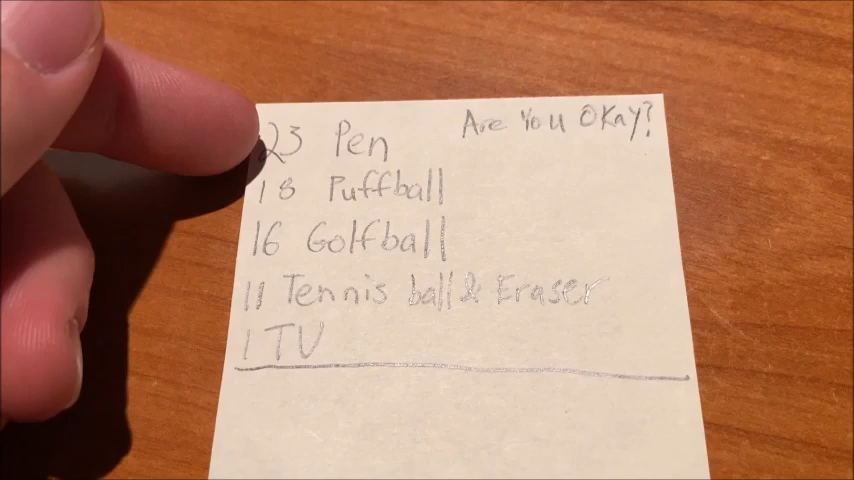 Are You Okay?
23 Pen
18 Puffball
16 Golfball
11 Tennis ball & Eraser
1 TV